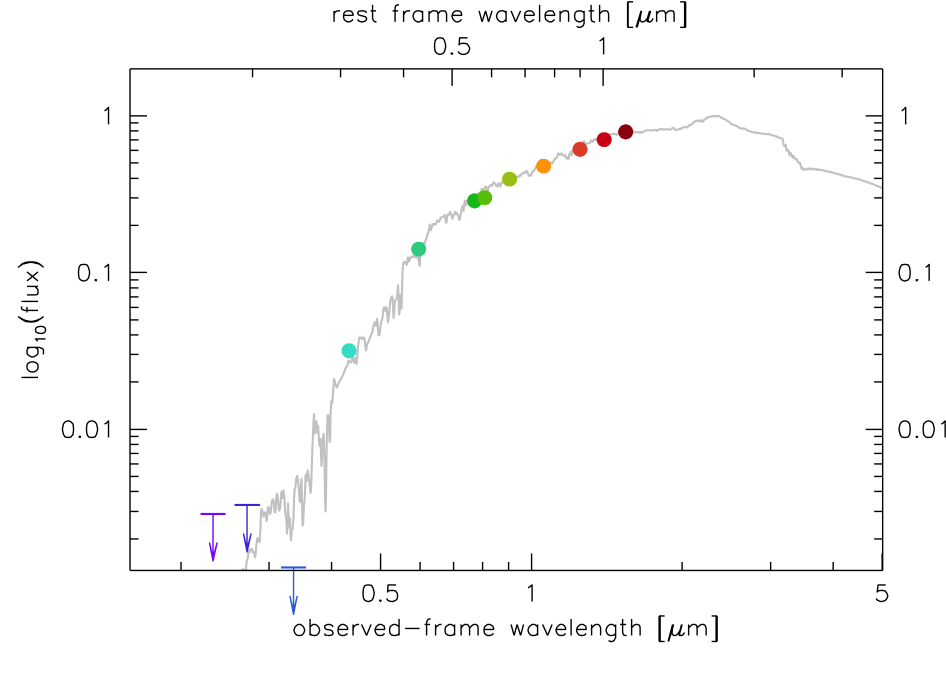 rest frame wavelength [μm]
0.5 1
1 1
0.1 0.1
log10(flux)
0.01 0.01
0.5 1 5
observed-frame wavelength [μm]